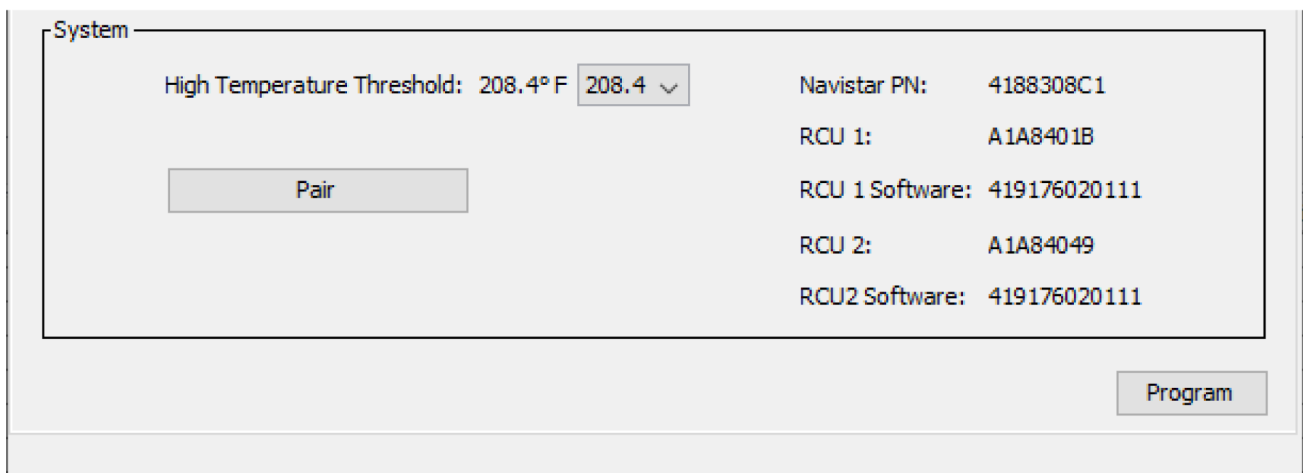 System
High Temperature Threshold: 208.4° F 208.4
Navistar PN: 4188308C1
RCU 1: A1A8401B
Pair
RCU 1 Software: 419176020111
RCU 2: A1A84049
RCU2 Software: 419176020111
Program